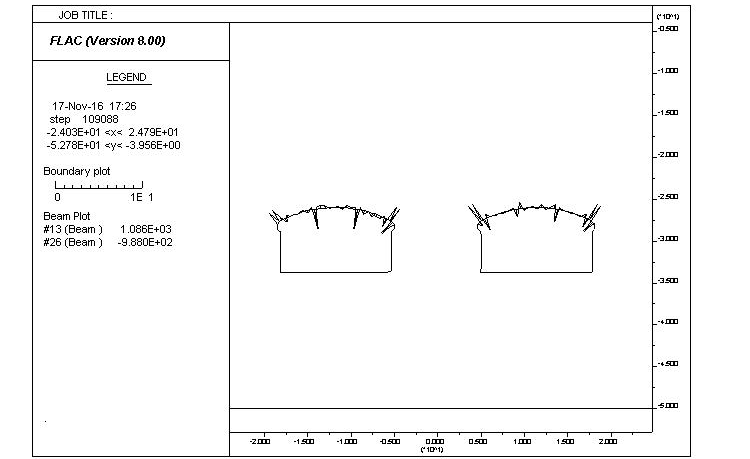 JOB TITLE :
FLAC (Version 8.00)
LEGEND
17-Nov-16 17:26
step 109088
-2.403E+01 <x< 2.479E+01
-5.278E+01 <y< -3.956E+00
Boundary plot
0 1E 1
Beam Plot
#13 (Beam ) 1.086E+03
#26 (Beam ) -9.880E+02
(*10^1)
-0.500
-1.000
-1.500
-2.000
-2.500
-3.000
-3.500
-4.000
-4.500
-5.000
-2.000 -1.500 -1.000 -0.500 0.000 0.500 1.000 1.500 2.000
(*10^1)